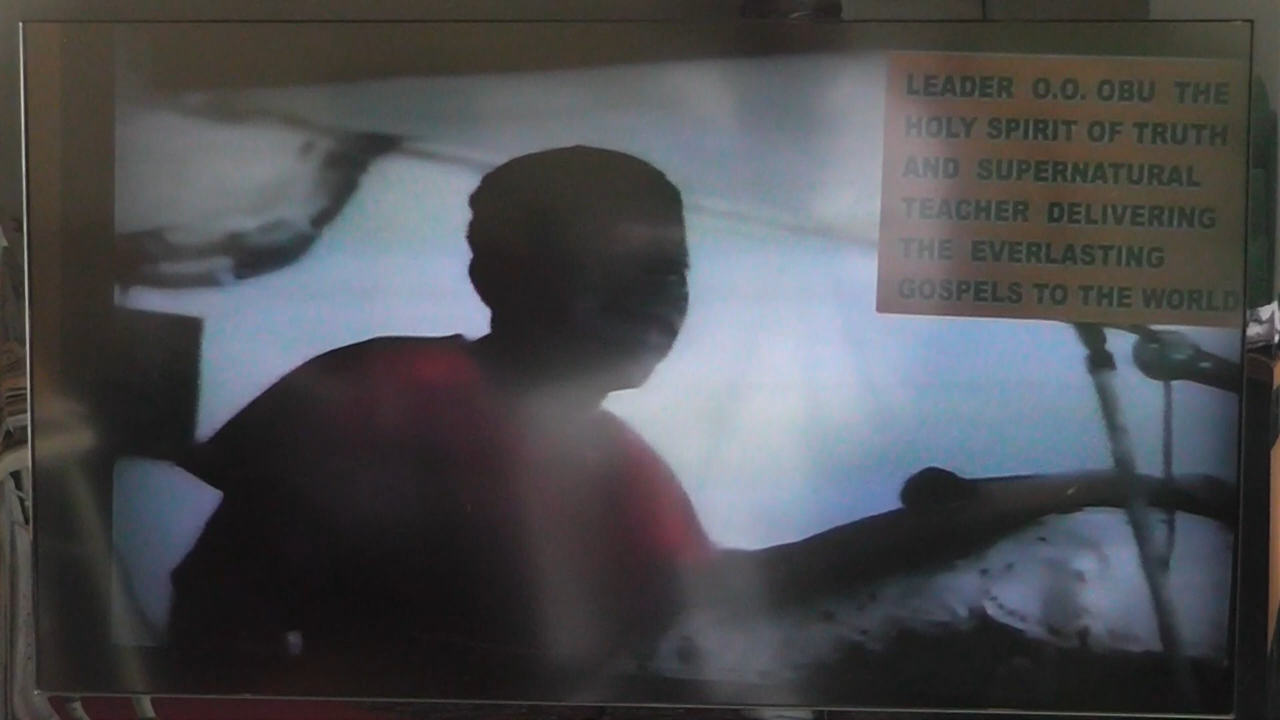 LEADER O.O. OBU THE
HOLY SPIRIT OF TRUTH
AND SUPERNATURAL
TEACHER DELIVERING
THE EVERLASTING
GOSPELS TO THE WORLD